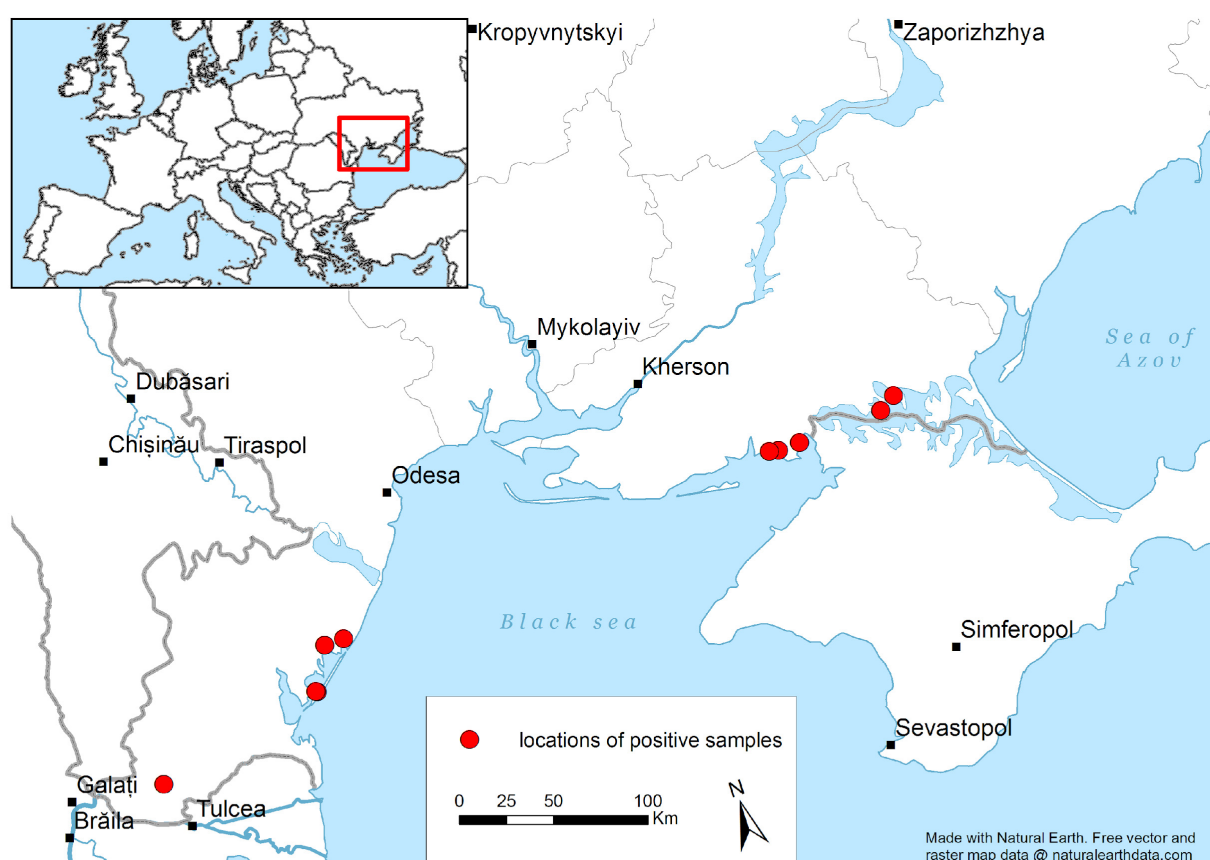 Kropyvnytskyi
Zaporizhzhya
Mykolayiv
Kherson
Sea of
Azov
Dubăsari
Chișinău
Tiraspol
Odesa
Black sea
Simferopol
Sevastopol
locations of positive samples
N
0 25 50 100
Km
Galați
Tulcea
Brăila
Made with Natural Earth. Free vector and
raster map data @ naturalearthdata.com